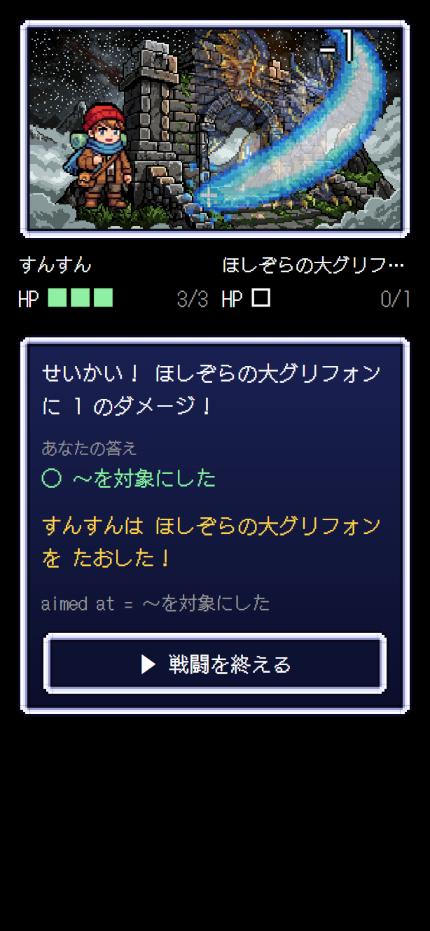 -1
すんすん
ほしぞらの大グリフ…
HP 3/3
HP 0/1
せいかい！ ほしぞらの大グリフォン
に 1 のダメージ！
あなたの答え
〇 〜を対象にした
すんすんは ほしぞらの大グリフォン
を たおした！
aimed at = 〜を対象にした
▶ 戦闘を終える